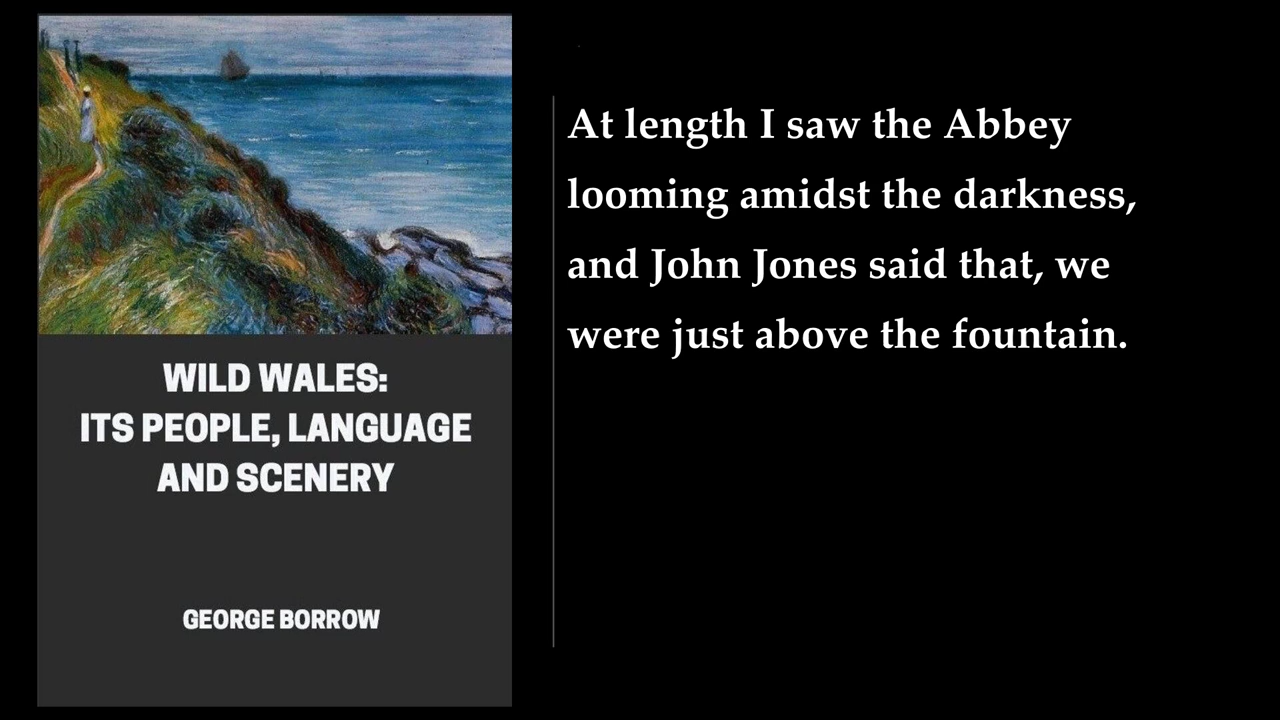 WILD WALES:
ITS PEOPLE, LANGUAGE
AND SCENERY
GEORGE BORROW
At length I saw the Abbey
looming amidst the darkness,
and John Jones said that, we
were just above the fountain.